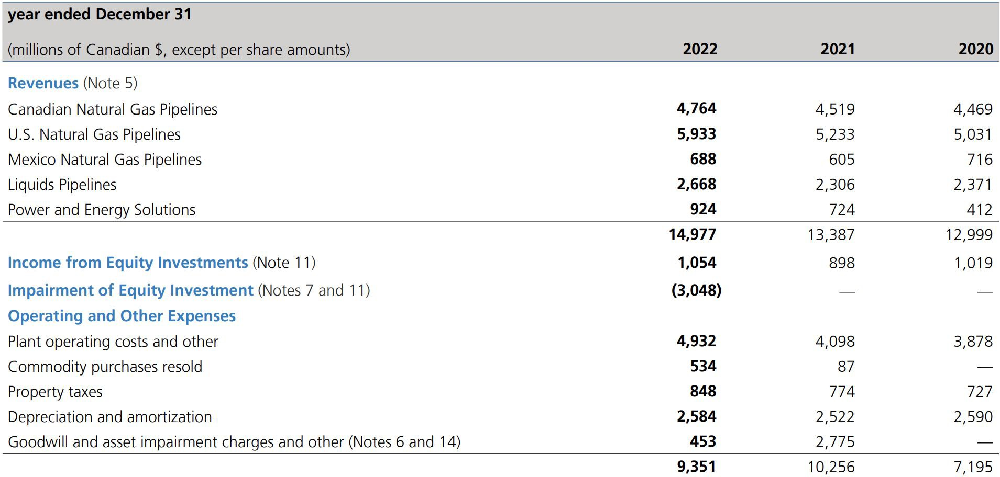 year ended December 31
(millions of Canadian $, except per share amounts) 2022 2021 2020
Revenues (Note 5)
Canadian Natural Gas Pipelines 4,764 4,519 4,469
U.S. Natural Gas Pipelines 5,933 5,233 5,031
Mexico Natural Gas Pipelines 688 605 716
Liquids Pipelines 2,668 2,306 2,371
Power and Energy Solutions 924 724 412
14,977 13,387 12,999
Income from Equity Investments (Note 11) 1,054 898 1,019
Impairment of Equity Investment (Notes 7 and 11) (3,048) — —
Operating and Other Expenses
Plant operating costs and other 4,932 4,098 3,878
Commodity purchases resold 534 87 —
Property taxes 848 774 727
Depreciation and amortization 2,584 2,522 2,590
Goodwill and asset impairment charges and other (Notes 6 and 14) 453 2,775 —
9,351 10,256 7,195